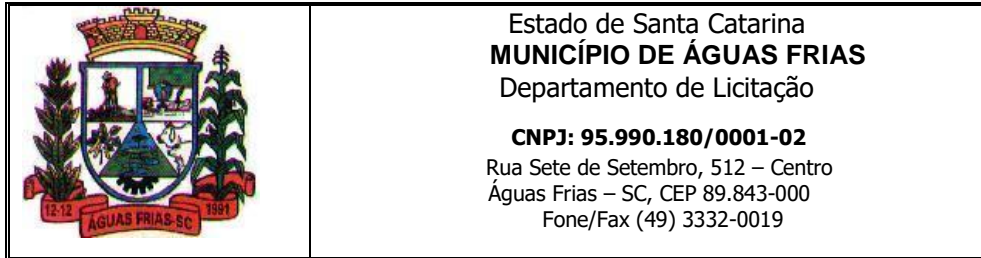 Estado de Santa Catarina
MUNICÍPIO DE ÁGUAS FRIAS
Departamento de Licitação
CNPJ: 95.990.180/0001-02
Rua Sete de Setembro, 512 – Centro
Águas Frias – SC, CEP 89.843-000
Fone/Fax (49) 3332-0019
12-12
ÁGUAS FRIAS-SC
1991